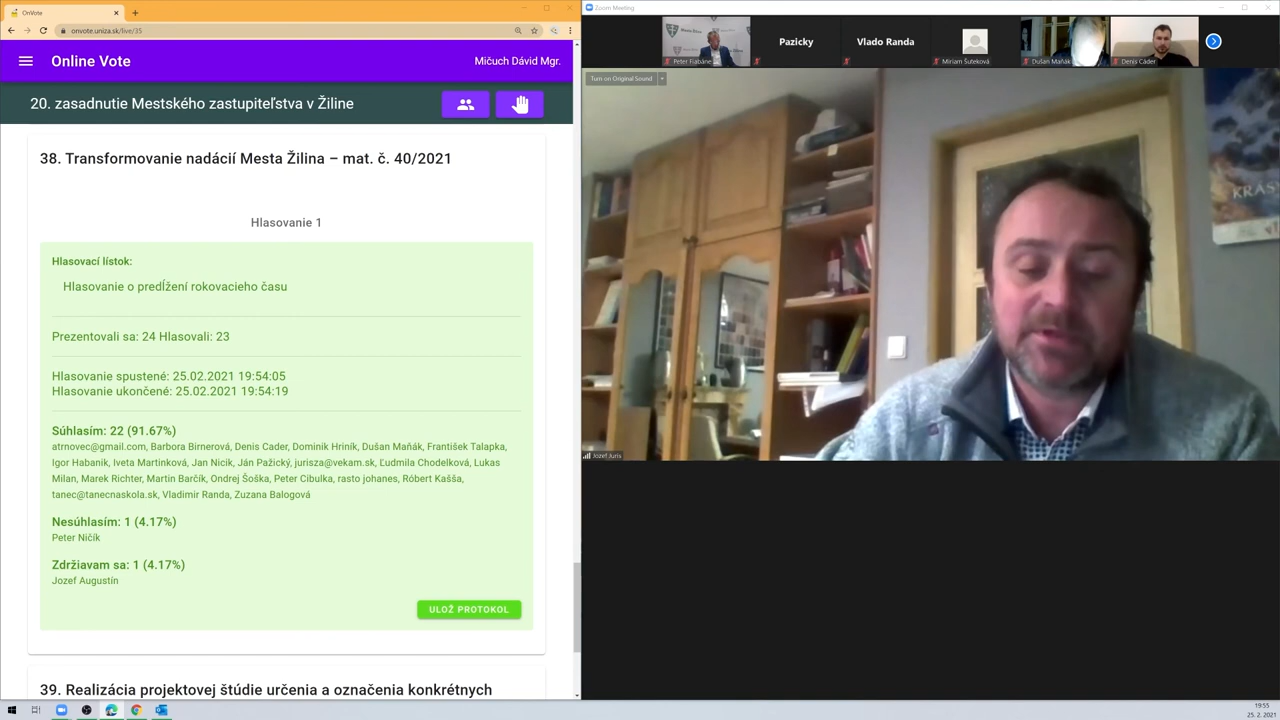 OnVote
onvote.uniza.sk/live/35
Online Vote
Mičuch Dávid Mgr.
20. zasadnutie Mestského zastupiteľstva v Žiline
38. Transformovanie nadácií Mesta Žilina – mat. č. 40/2021
Hlasovanie 1
Hlasovací lístok:
Hlasovanie o predĺžení rokovacieho času
Prezentovali sa: 24 Hlasovali: 23
Hlasovanie spustené: 25.02.2021 19:54:05
Hlasovanie ukončené: 25.02.2021 19:54:19
Súhlasím: 22 (91.67%)
atrnovec@gmail.com, Barbora Birnerová, Denis Cader, Dominik Hriník, Dušan Maňák, František Talapka,
Igor Habanik, Iveta Martinková, Jan Nicik, Ján Pažický, jurisza@vekam.sk, Ľudmila Chodelková, Lukas
Milan, Marek Richter, Martin Barčík, Ondrej Šoška, Peter Cibulka, rasto johanes, Róbert Kašša,
tanec@tanecnaskola.sk, Vladimir Randa, Zuzana Balogová
Nesúhlasím: 1 (4.17%)
Peter Ničík
Zdržiavam sa: 1 (4.17%)
Jozef Augustín
ULOŽ PROTOKOL
39. Realizácia projektovej štúdie určenia a označenia konkrétnych
Zoom Meeting
Peter Fiabáne
Pazicky
Vlado Randa
Miriam Šuteková
Dušan Maňák
Denis Cáder
Turn on Original Sound
KRAS
Jozef Juriš
19:55
25. 2. 2021